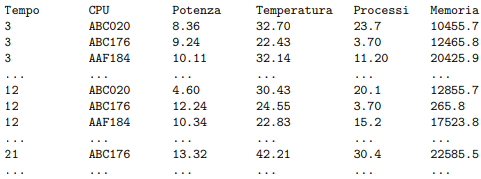 Tempo CPU Potenza Temperatura Processi Memoria
3 ABC020 8.36 32.70 23.7 10455.7
3 ABC176 9.24 22.43 3.70 12465.8
3 AAF184 10.11 32.14 11.20 20425.9
... ... ... ... ... ...
12 ABC020 4.60 30.43 20.1 12855.7
12 ABC176 12.24 24.55 3.70 265.8
12 AAF184 10.34 22.83 15.2 17523.8
... ... ... ... ... ...
21 ABC176 13.32 42.21 30.4 22585.5
... ... ... ... ... ...